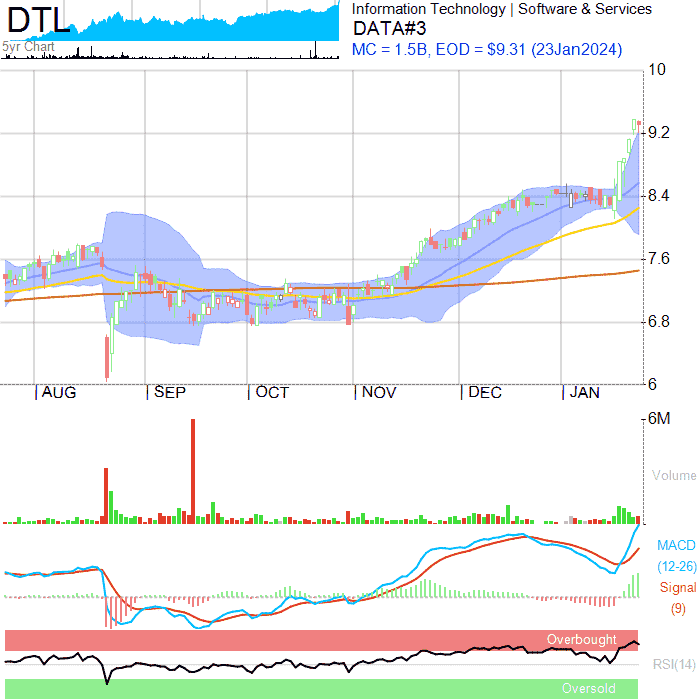 DTL
5yr Chart
Information Technology | Software & Services
DATA#3
MC = 1.5B, EOD = $9.31 (23Jan2024)
10
9.2
8.4
7.6
6.8
6
|AUG |SEP |OCT |NOV |DEC |JAN
6M
Volume
MACD
(12-26)
Signal
(9)
Overbought
RSI(14)
Oversold